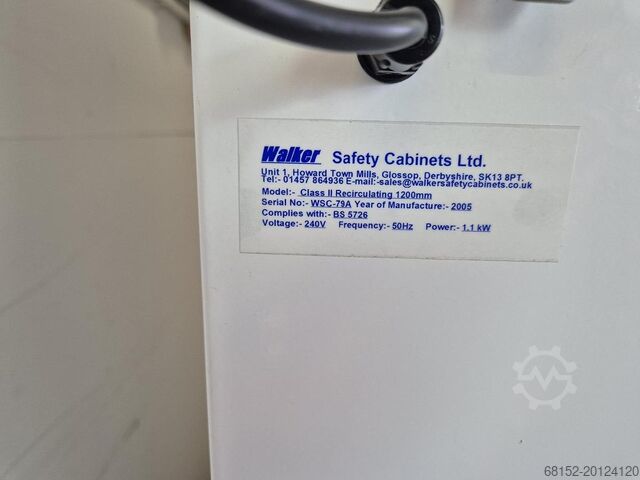 Walker Safety Cabinets Ltd.
Unit 1, Howard Town Mills, Glossop, Derbyshire, SK13 8PT.
Tel:- 01457 864936 E-mail:-sales@walkersafetycabinets.co.uk
Model:- Class II Recirculating 1200mm
Serial No:- WSC-79A Year of Manufacture:- 2005
Complies with:- BS 5726
Voltage:- 240V Frequency:- 50Hz Power:- 1.1 kW
68152-20124120